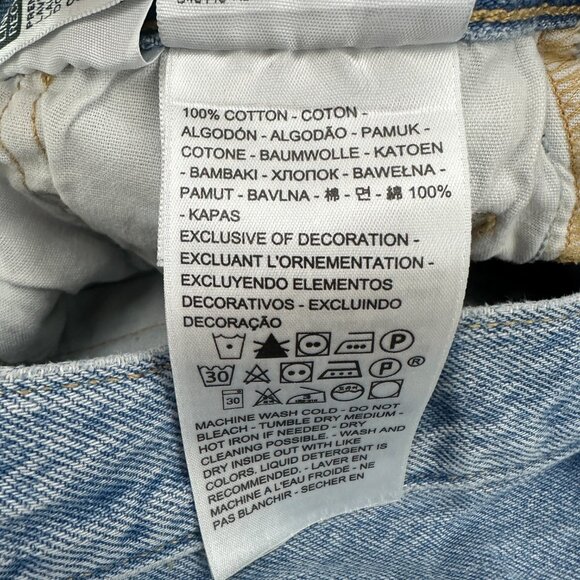 100% COTTON - COTON -
ALGODÓN - ALGODÃO - PAMUK -
COTONE - BAUMWOLLE - KATOEN
- BAMBAKI - ХЛОПОК - BAWEŁNA -
PAMUT - BAVLNA - 棉 - 면 - 綿 100%
- KAPAS
EXCLUSIVE OF DECORATION -
EXCLUANT L'ORNEMENTATION -
EXCLUYENDO ELEMENTOS
DECORATIVOS - EXCLUINDO
DECORAÇÃO
P
30 P ®
30
MACHINE WASH COLD - DO NOT
BLEACH - TUMBLE DRY MEDIUM -
HOT IRON IF NEEDED - DRY
CLEANING POSSIBLE. - WASH AND
DRY INSIDE OUT WITH LIKE
COLORS. LIQUID DETERGENT IS
RECOMMENDED. - LAVER EN
MACHINE A L'EAU FROIDE - NE
PAS BLANCHIR - SECHER EN